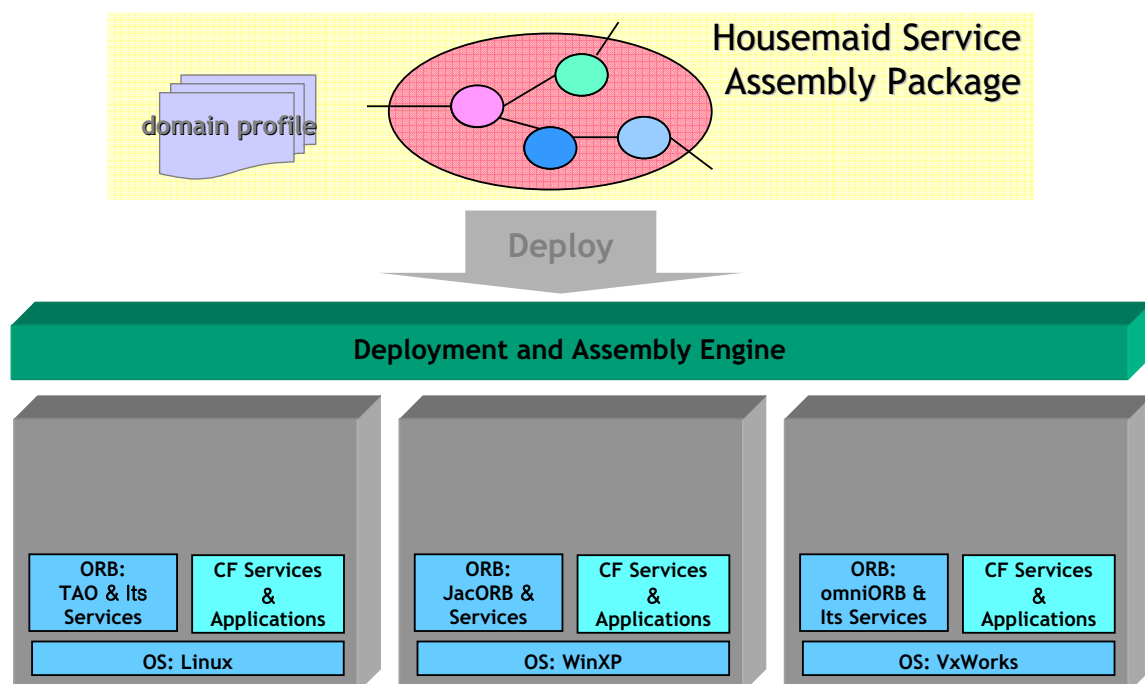 Housemaid Service
Assembly Package
domain profile
Deploy
Deployment and Assembly Engine
ORB:
TAO & Its
Services
CF Services
&
Applications
OS: Linux
ORB:
JacORB &
Services
CF Services
&
Applications
OS: WinXP
ORB:
omniORB &
Its Services
CF Services
&
Applications
OS: VxWorks